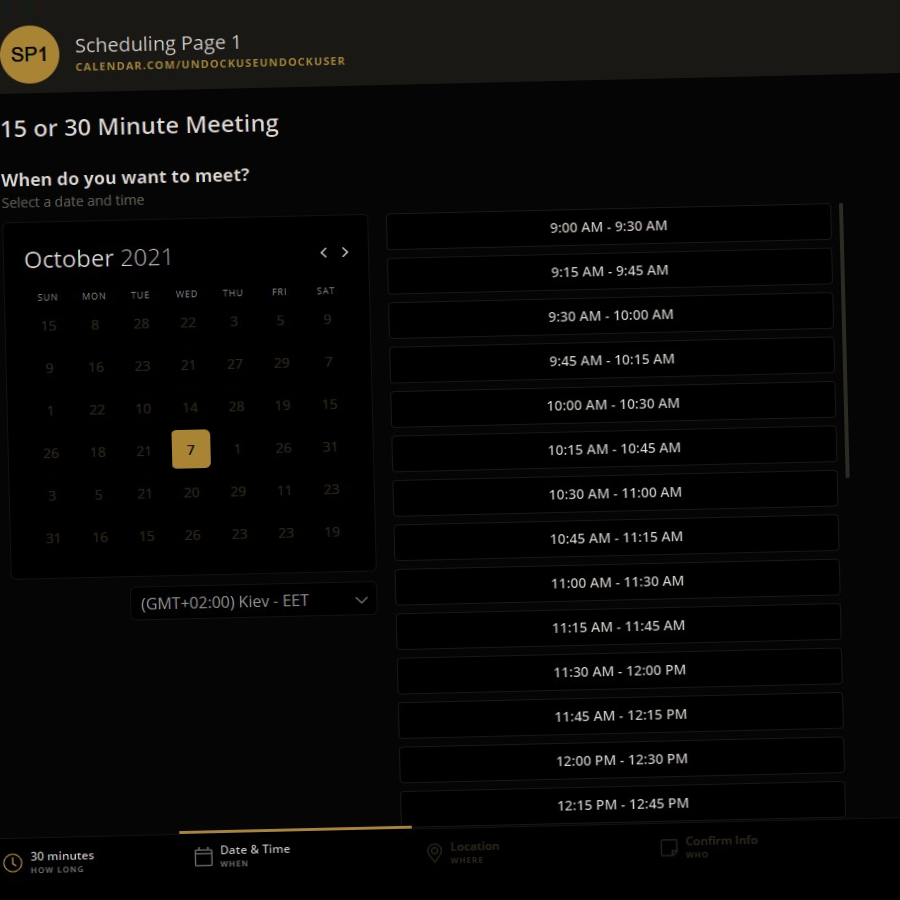 SP1
Scheduling Page 1
CALENDAR.COM/UNDOCKUSEUNDOCKUSER
15 or 30 Minute Meeting
When do you want to meet?
Select a date and time
October 2021
SUN MON TUE WED THU FRI SAT
15 8 28 22 3 5 9
9 16 23 21 27 29 7
1 22 10 14 28 19 15
26 18 21 7 1 26 31
3 5 21 20 29 11 23
31 16 15 26 23 23 19
(GMT+02:00) Kiev - EET
9:00 AM - 9:30 AM
9:15 AM - 9:45 AM
9:30 AM - 10:00 AM
9:45 AM - 10:15 AM
10:00 AM - 10:30 AM
10:15 AM - 10:45 AM
10:30 AM - 11:00 AM
10:45 AM - 11:15 AM
11:00 AM - 11:30 AM
11:15 AM - 11:45 AM
11:30 AM - 12:00 PM
11:45 AM - 12:15 PM
12:00 PM - 12:30 PM
12:15 PM - 12:45 PM
30 minutes
HOW LONG
Date & Time
WHEN
Location
WHERE
Confirm Info
WHO